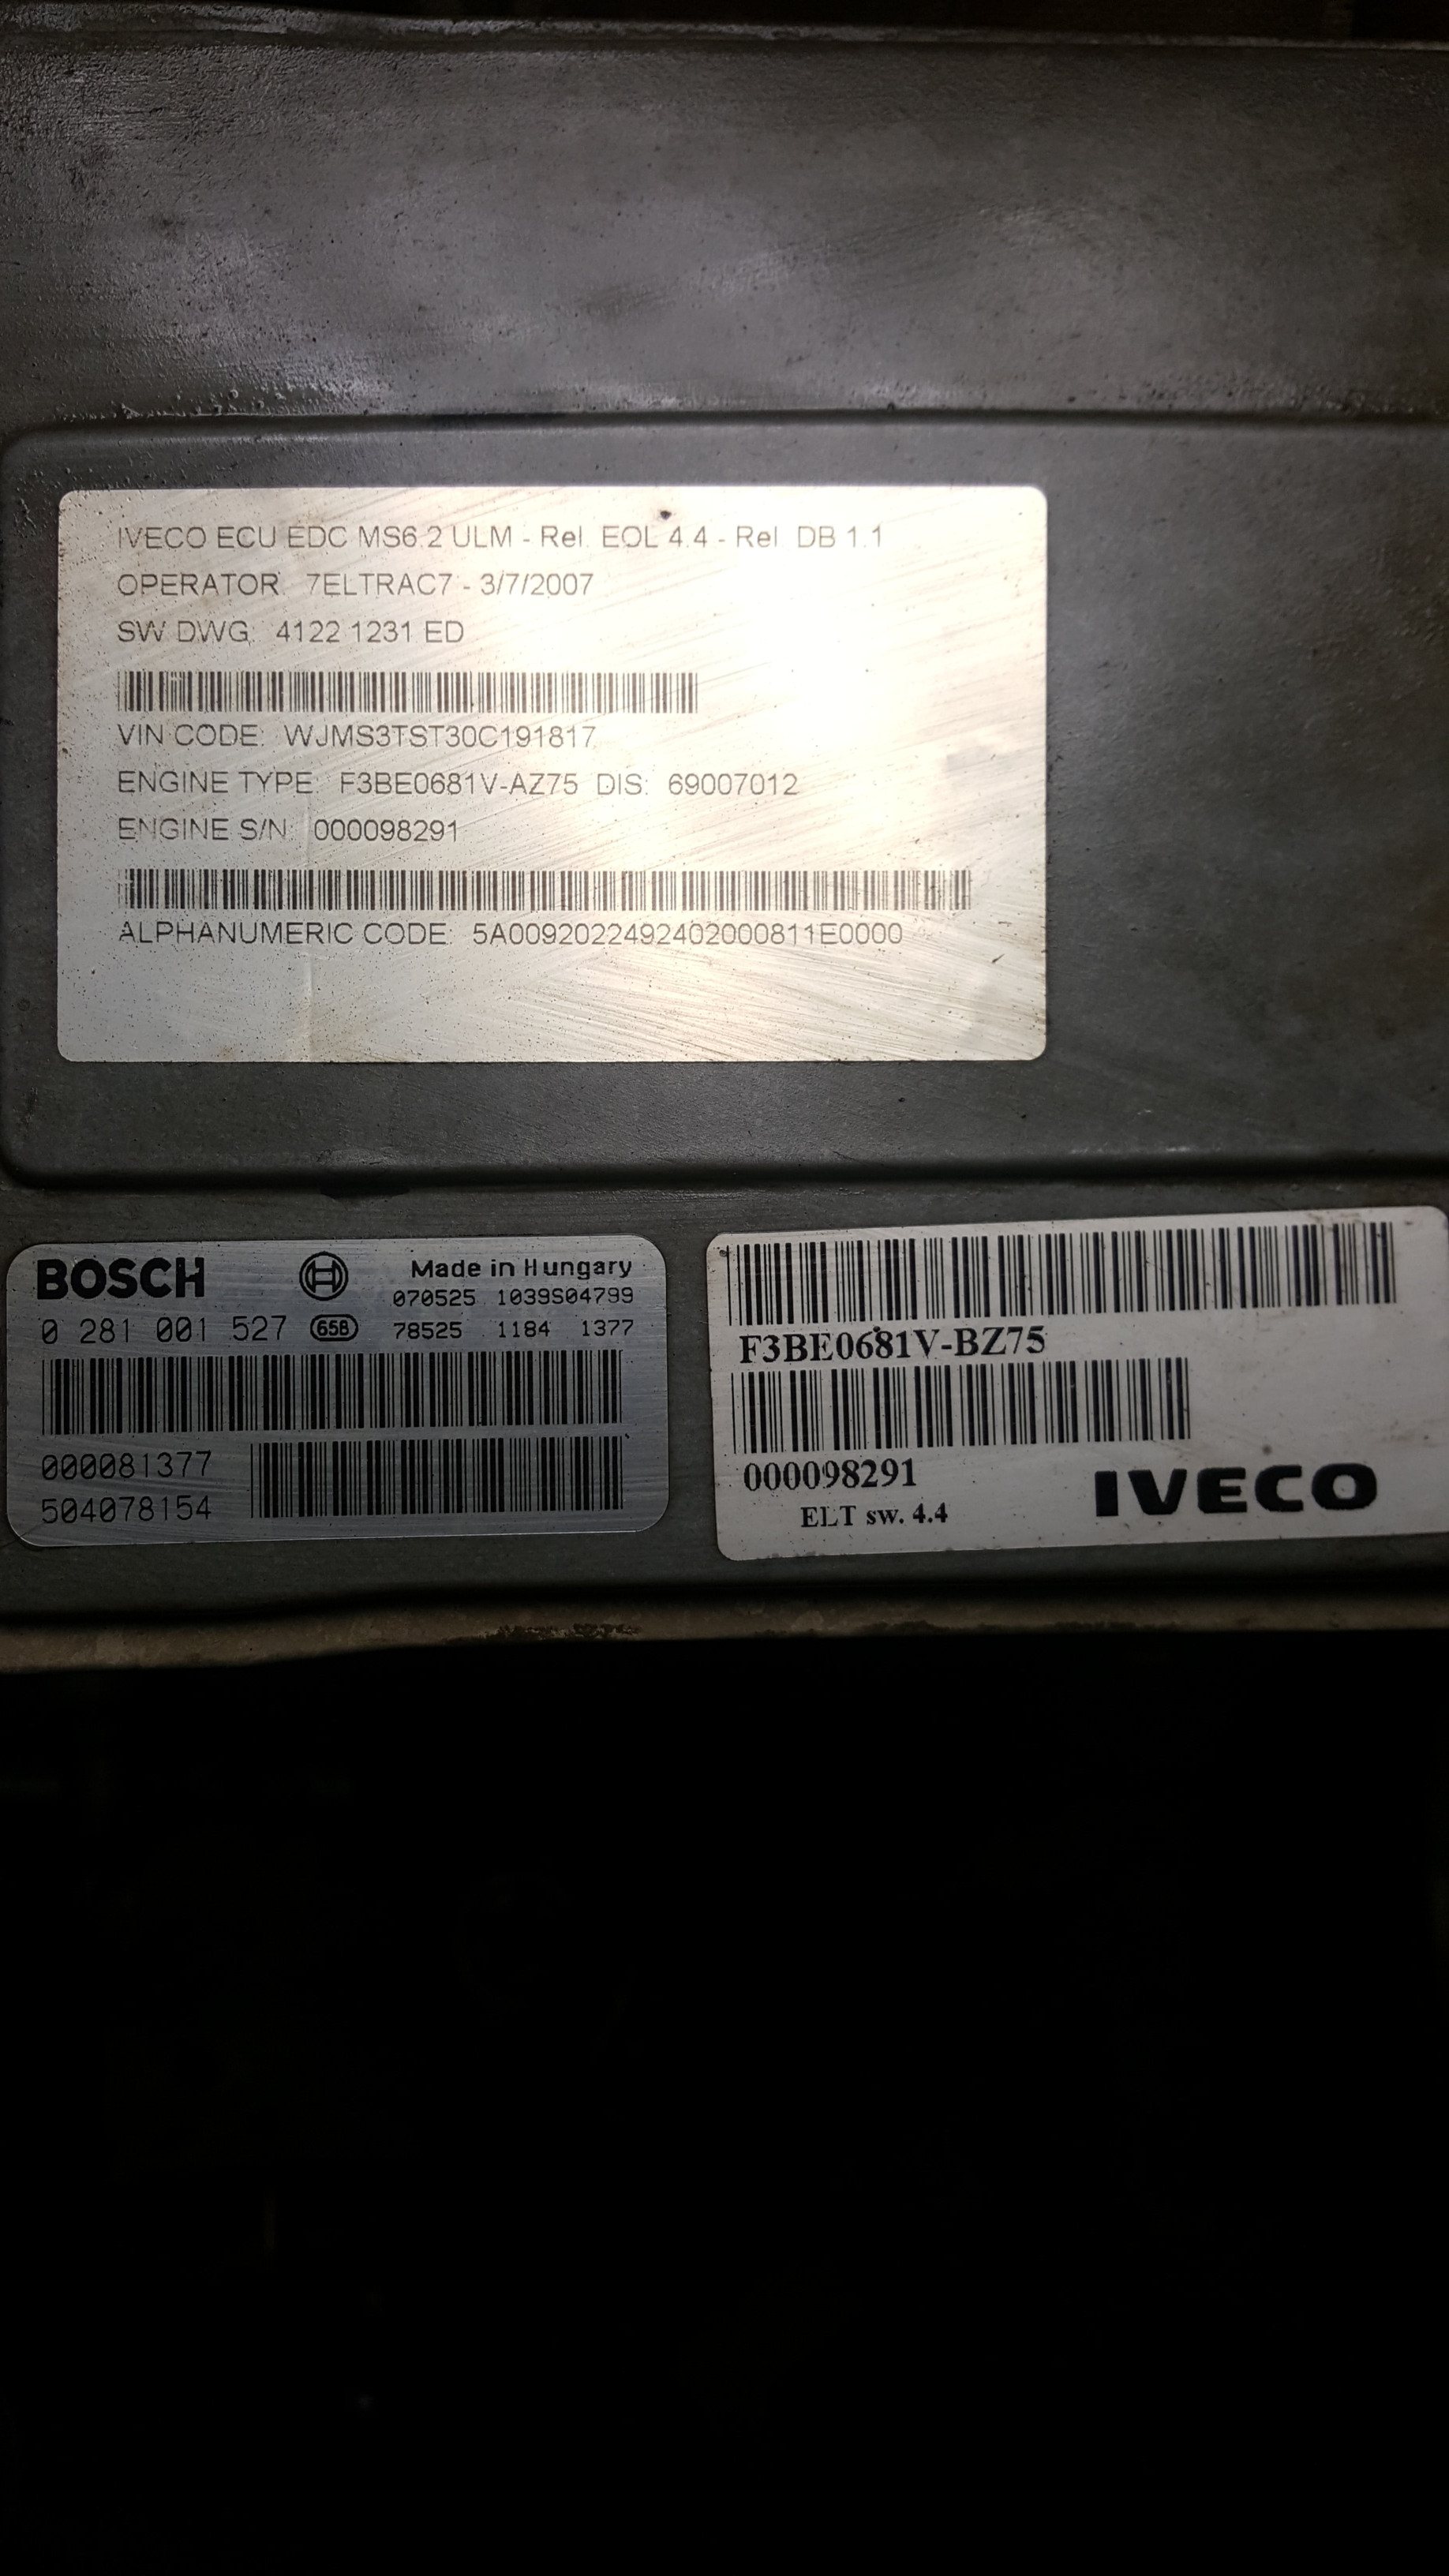 IVECO ECU EDC MS6.2 ULM - Rel. EOL 4.4 - Rel. DB 1.1
OPERATOR: 7ELTRAC7 - 3/7/2007
SW DWG: 4122 1231 ED
VIN CODE: WJMS3TST30C191817
ENGINE TYPE: F3BE0681V-AZ75 DIS: 69007012
ENGINE S/N: 000098291
ALPHANUMERIC CODE: 5A0092022492402000811E0000
BOSCH
Made in Hungary
070525 1039S04799
0 281 001 527 658 78525 1184 1377
000081377
504078154
F3BE0681V-BZ75
000098291
ELT sw. 4.4
IVECO